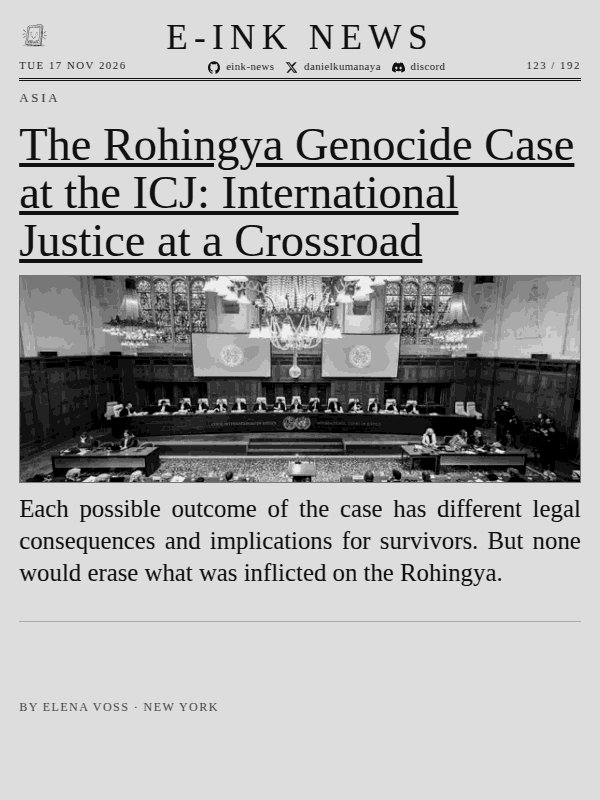 E-INK NEWS
TUE 17 NOV 2026
eink-news
danielkumanaya
discord
123 / 192
ASIA
The Rohingya Genocide Case
at the ICJ: International
Justice at a Crossroad
Each possible outcome of the case has different legal
consequences and implications for survivors. But none
would erase what was inflicted on the Rohingya.
BY ELENA VOSS · NEW YORK